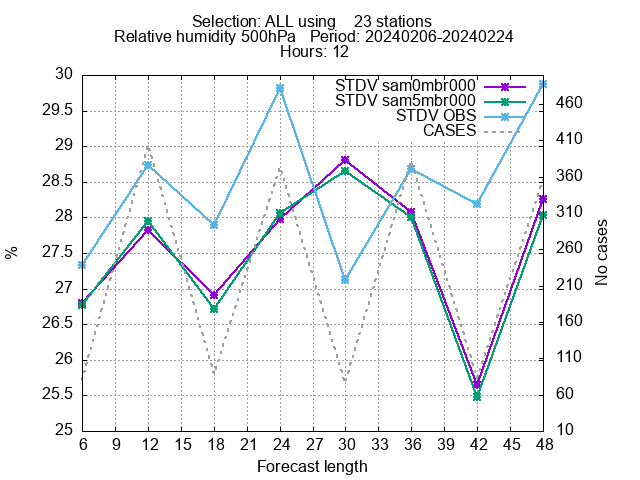 Selection: ALL using    23 stations
Relative humidity 500hPa   Period: 20240206-20240224
Hours: 12
STDV sam0mbr000
STDV sam5mbr000
STDV OBS
CASES
30
29.5
29
28.5
28
27.5
27
26.5
26
25.5
25
%
460
410
360
310
260
210
160
110
60
10
No cases
6 9 12 15 18 21 24 27 30 33 36 39 42 45 48
Forecast length